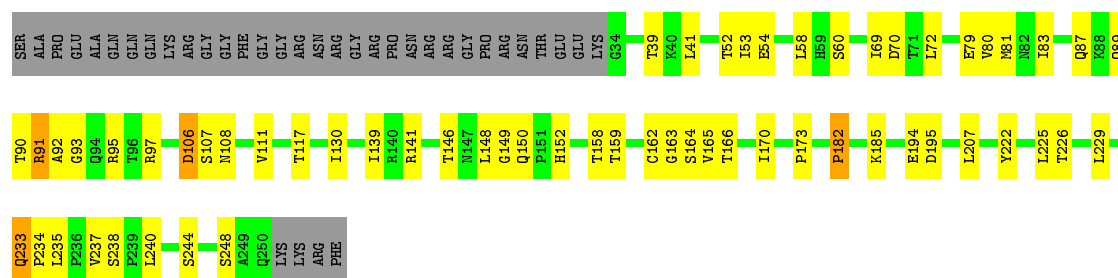 SER ALA PRO GLU ALA GLN GLN GLN LYS ARG GLY GLY PHE GLY GLY ARG ASN ARG GLY ARG PRO ASN ARG ARG GLY PRO ARG ASN THR GLU GLU LYS G34 T39 K40 L41 T52 I53 E54 L58 H59 S60 I69 D70 T71 L72 E79 V80 M81 N82 I83 Q87 K88 Q89
T90 R91 A92 G93 Q94 R95 T96 R97 D106 S107 N108 V111 T117 I130 I139 R140 R141 T146 N147 L148 G149 Q150 P151 H152 T158 T159 C162 G163 S164 V165 T166 I170 P173 P182 K185 E194 D195 L207 Y222 L225 T226 L229
Q233 P234 L235 P236 V237 S238 P239 L240 S244 S248 A249 Q250 LYS LYS ARG PHE